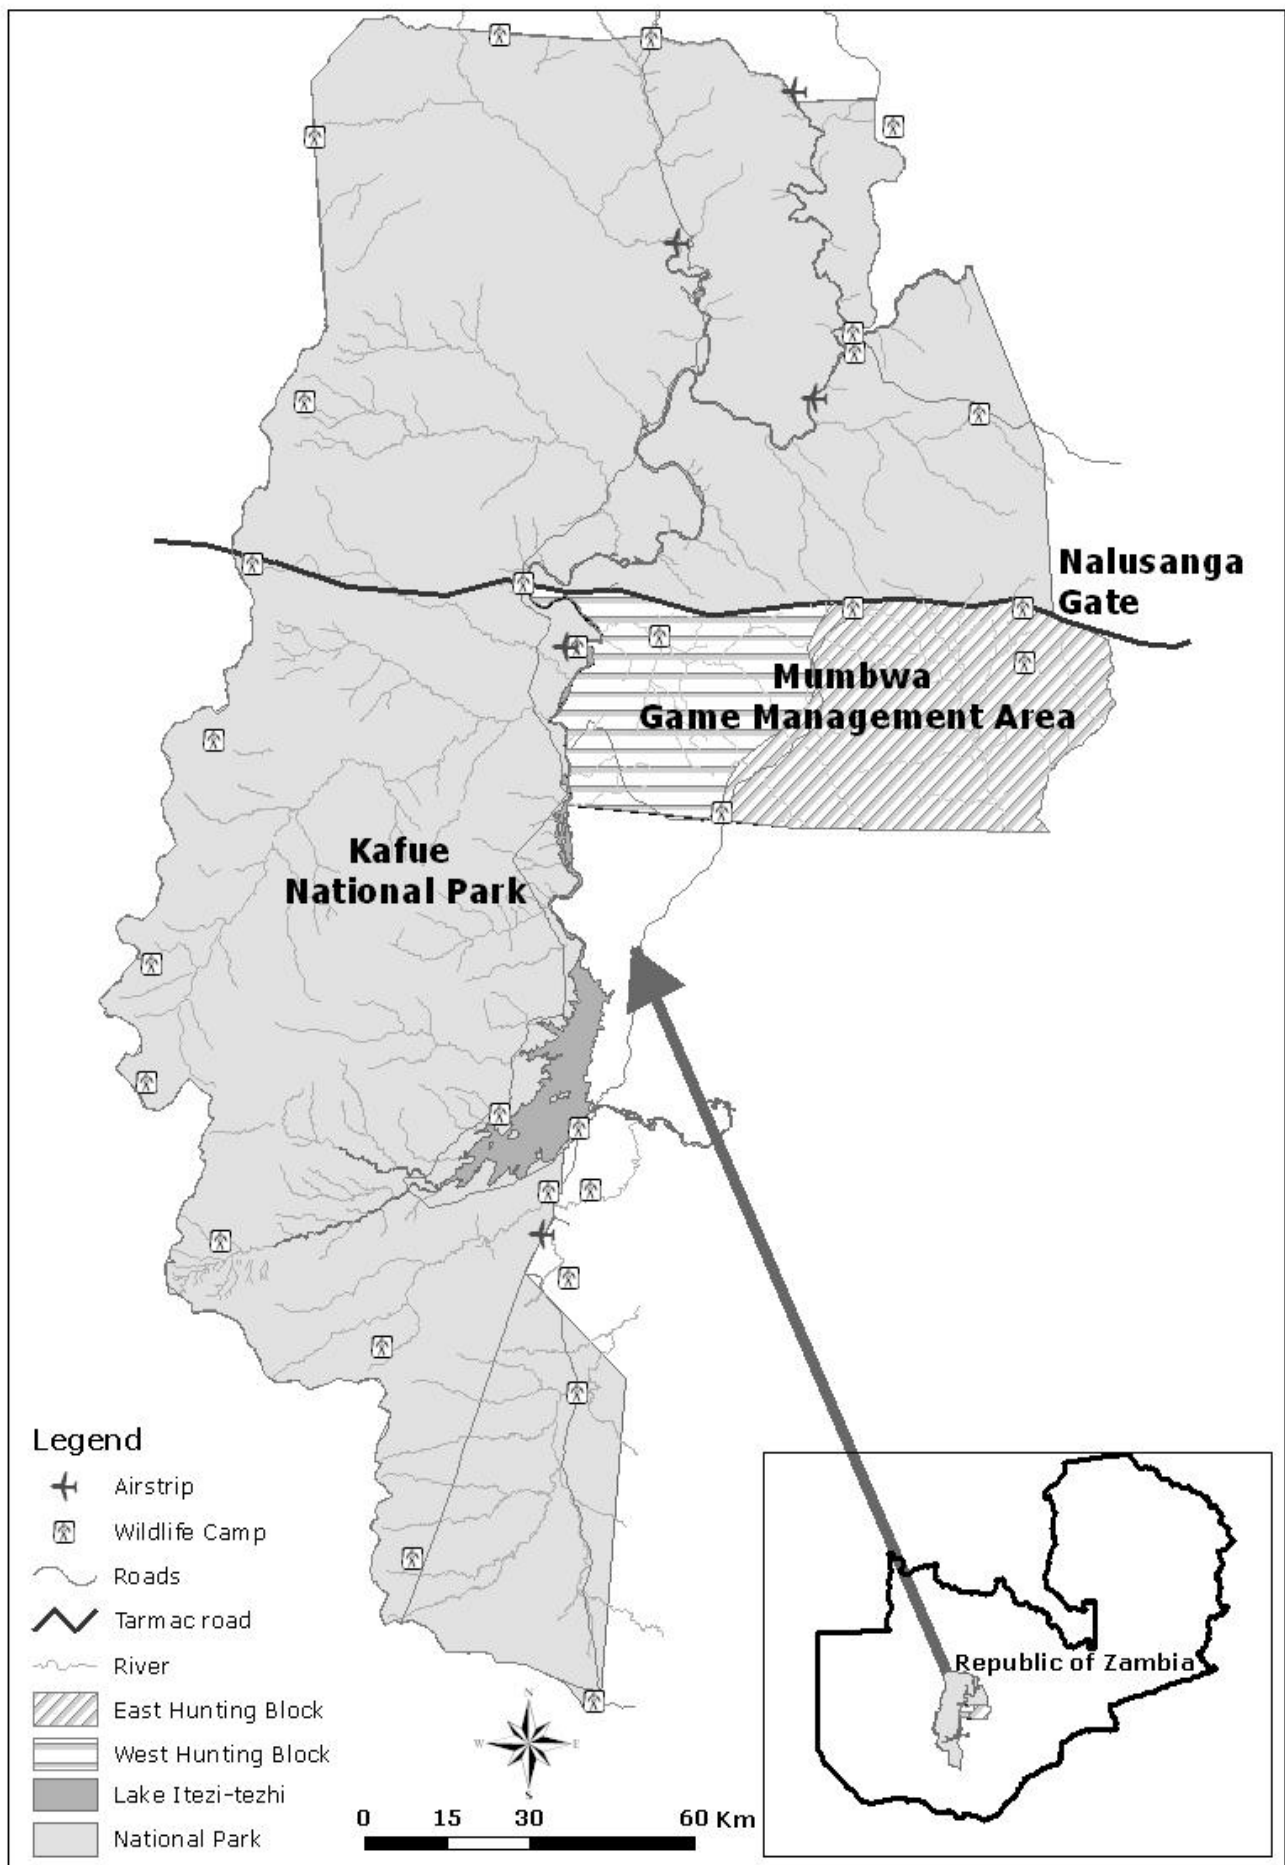 Nalusanga
Gate
Mumbwa
Game Management Area
Kafue
National Park
Legend
Airstrip
Wildlife Camp
Roads
Tarmac road
River
East Hunting Block
West Hunting Block
Lake Itezi-tezhi
National Park
N
W E
S
0 15 30 60 Km
Republic of Zambia